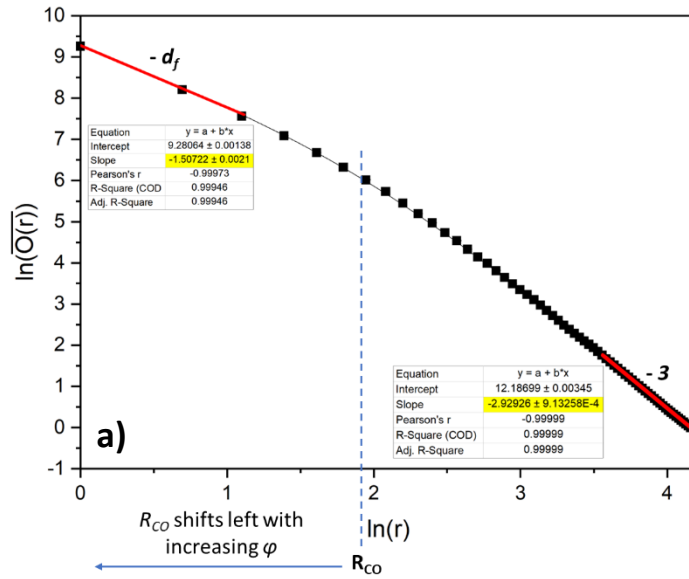 10
9
8
7
6
5
4
3
2
1
0
-1
ln(O(r))
- d_f
Equation y = a + b*x
Intercept 9.28064 ± 0.00138
Slope -1.50722 ± 0.0021
Pearson's r -0.99973
R-Square (COD 0.99946
Adj. R-Square 0.99946
Equation y = a + b*x
Intercept 12.18699 ± 0.00345
Slope -2.92926 ± 9.13258E-4
Pearson's r -0.99999
R-Square (COD) 0.99999
Adj. R-Square 0.99999
- 3
a)
0 1 2 3 4
ln(r)
R_CO shifts left with
increasing φ
R_CO